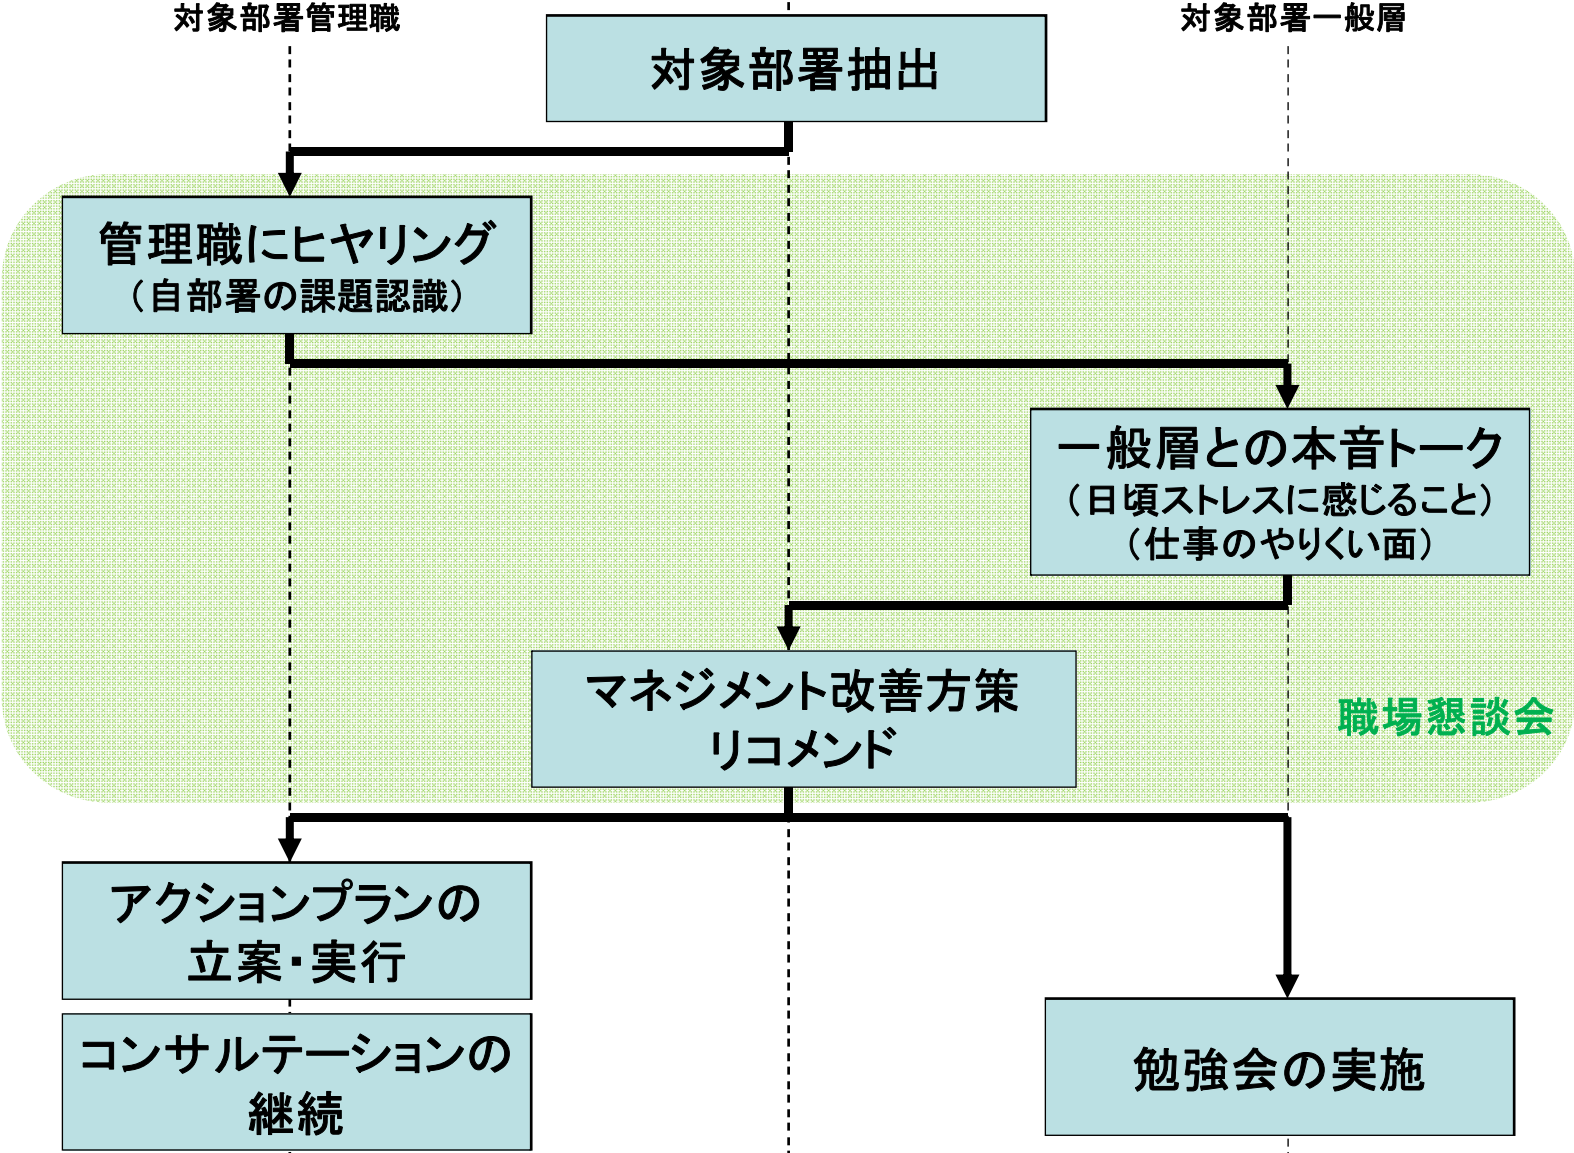 対象部署管理職
対象部署一般層
対象部署抽出
管理職にヒヤリング
（自部署の課題認識）
一般層との本音トーク
（日頃ストレスに感じること）
（仕事のやりくい面）
マネジメント改善方策
リコメンド
職場懇談会
アクションプランの
立案・実行
コンサルテーションの
継続
勉強会の実施